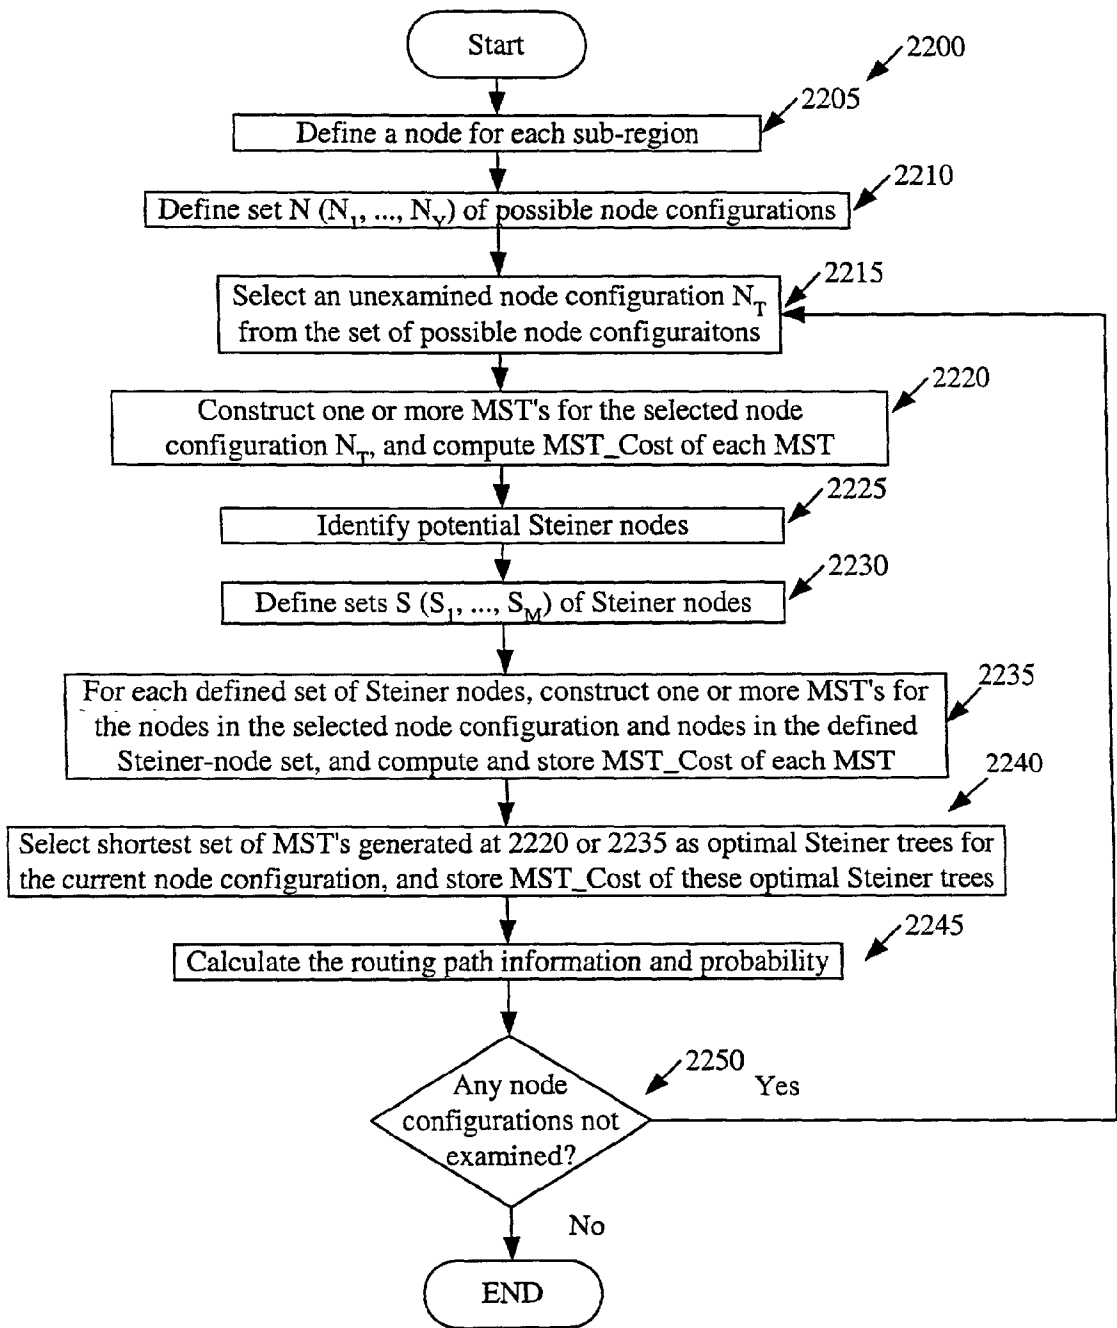 Start
2200
2205
Define a node for each sub-region
2210
Define set N (N1, ..., NY) of possible node configurations
2215
Select an unexamined node configuration NT
from the set of possible node configuraitons
2220
Construct one or more MST's for the selected node
configuration NT, and compute MST_Cost of each MST
2225
Identify potential Steiner nodes
2230
Define sets S (S1, ..., SM) of Steiner nodes
2235
For each defined set of Steiner nodes, construct one or more MST's for
the nodes in the selected node configuration and nodes in the defined
Steiner-node set, and compute and store MST_Cost of each MST
2240
Select shortest set of MST's generated at 2220 or 2235 as optimal Steiner trees for
the current node configuration, and store MST_Cost of these optimal Steiner trees
2245
Calculate the routing path information and probability
2250
Any node
configurations not
examined?
Yes
No
END